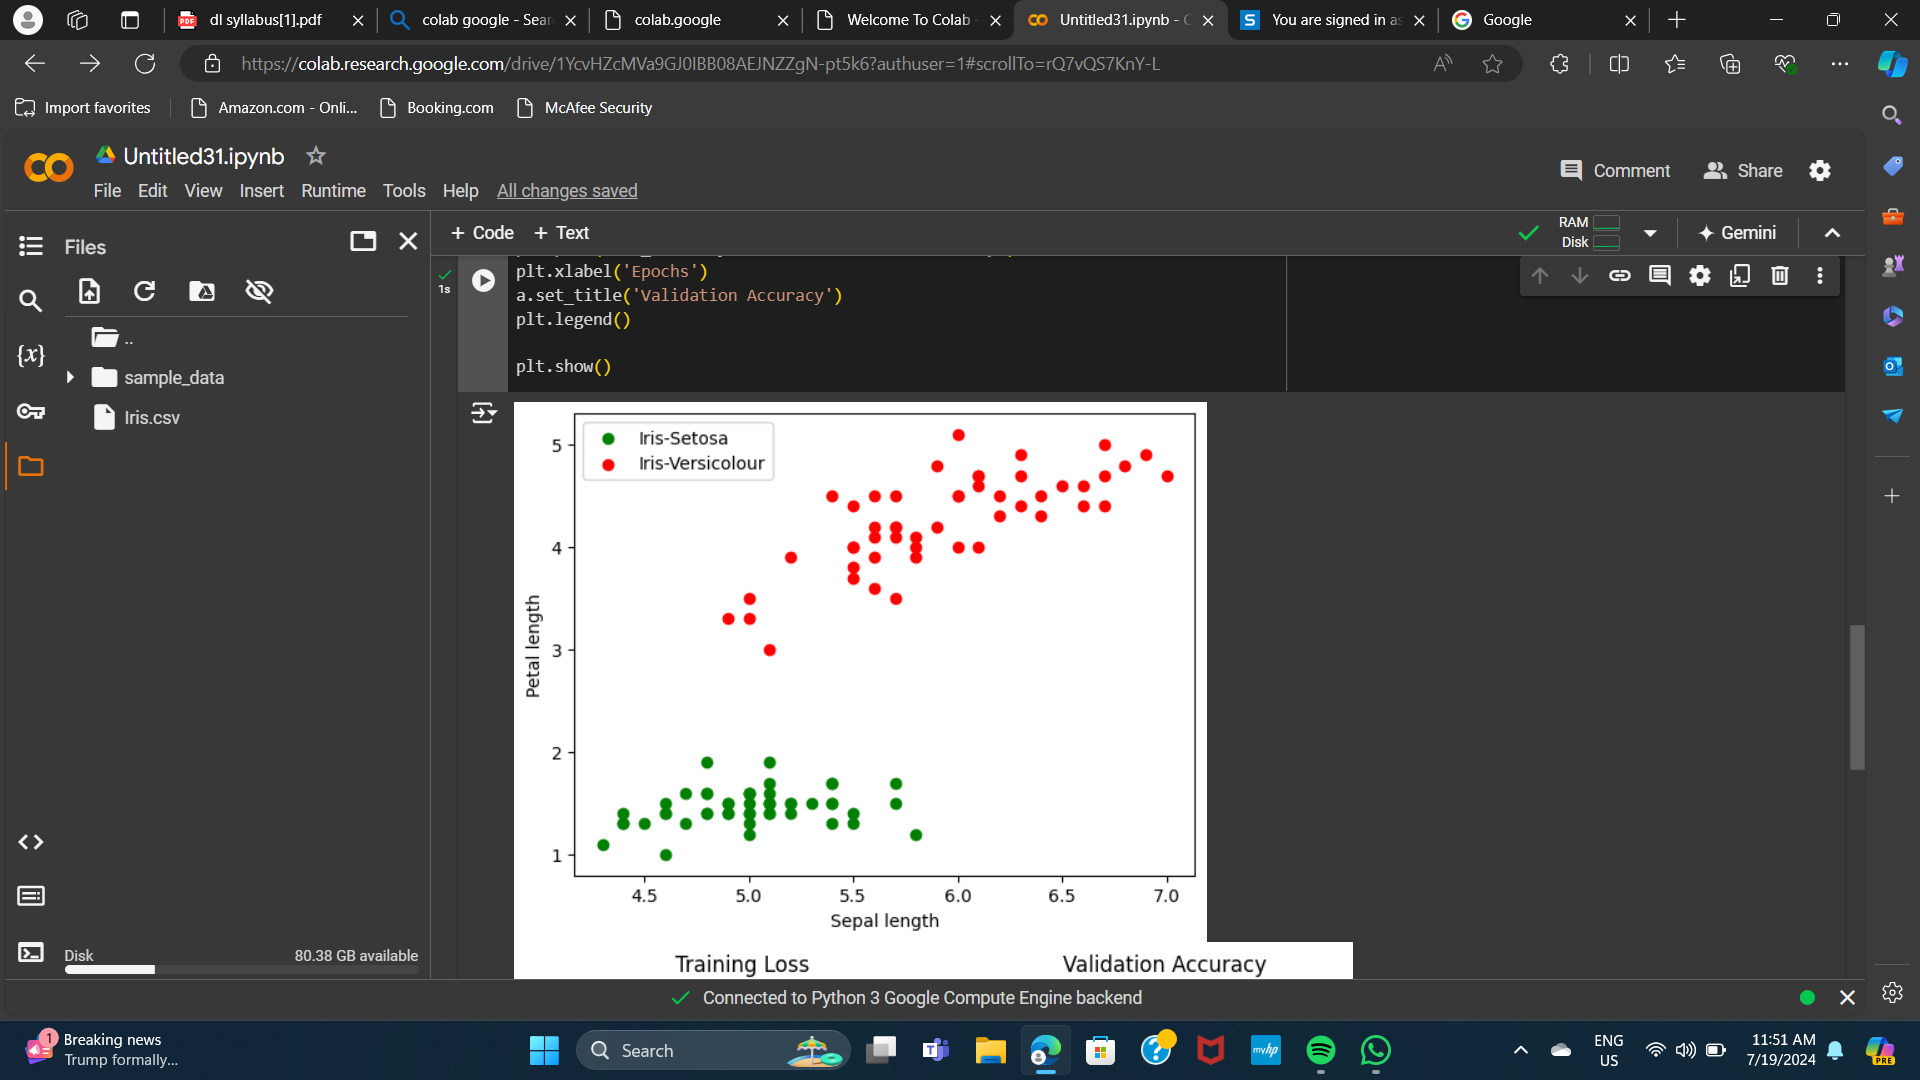 dl syllabus[1].pdf
colab google - Sear
colab.google
Welcome To Colab
Untitled31.ipynb - C
You are signed in as
Google
https://colab.research.google.com/drive/1YcvHZcMVa9GJ0IBB08AEJNZZgN-pt5k6?authuser=1#scrollTo=rQ7vQS7KnY-L
Import favorites
Amazon.com - Onli...
Booking.com
McAfee Security
Untitled31.ipynb
Comment
Share
File Edit View Insert Runtime Tools Help All changes saved
Files
+ Code + Text
RAM
Disk
Gemini
1s
plt.xlabel('Epochs')
a.set_title('Validation Accuracy')
plt.legend()
plt.show()
..
{x}
sample_data
Iris.csv
Iris-Setosa
Iris-Versicolour
5
4
3
2
1
Petal length
4.5 5.0 5.5 6.0 6.5 7.0
Sepal length
Training Loss
Validation Accuracy
Disk
80.38 GB available
Connected to Python 3 Google Compute Engine backend
1
Breaking news
Trump formally...
Search
myhp
ENG
US
11:51 AM
7/19/2024
PRE